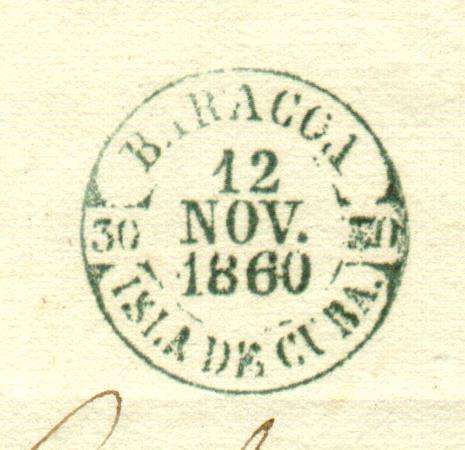 BARACOA
12
NOV.
1860
30
ISLA DE CUBA.